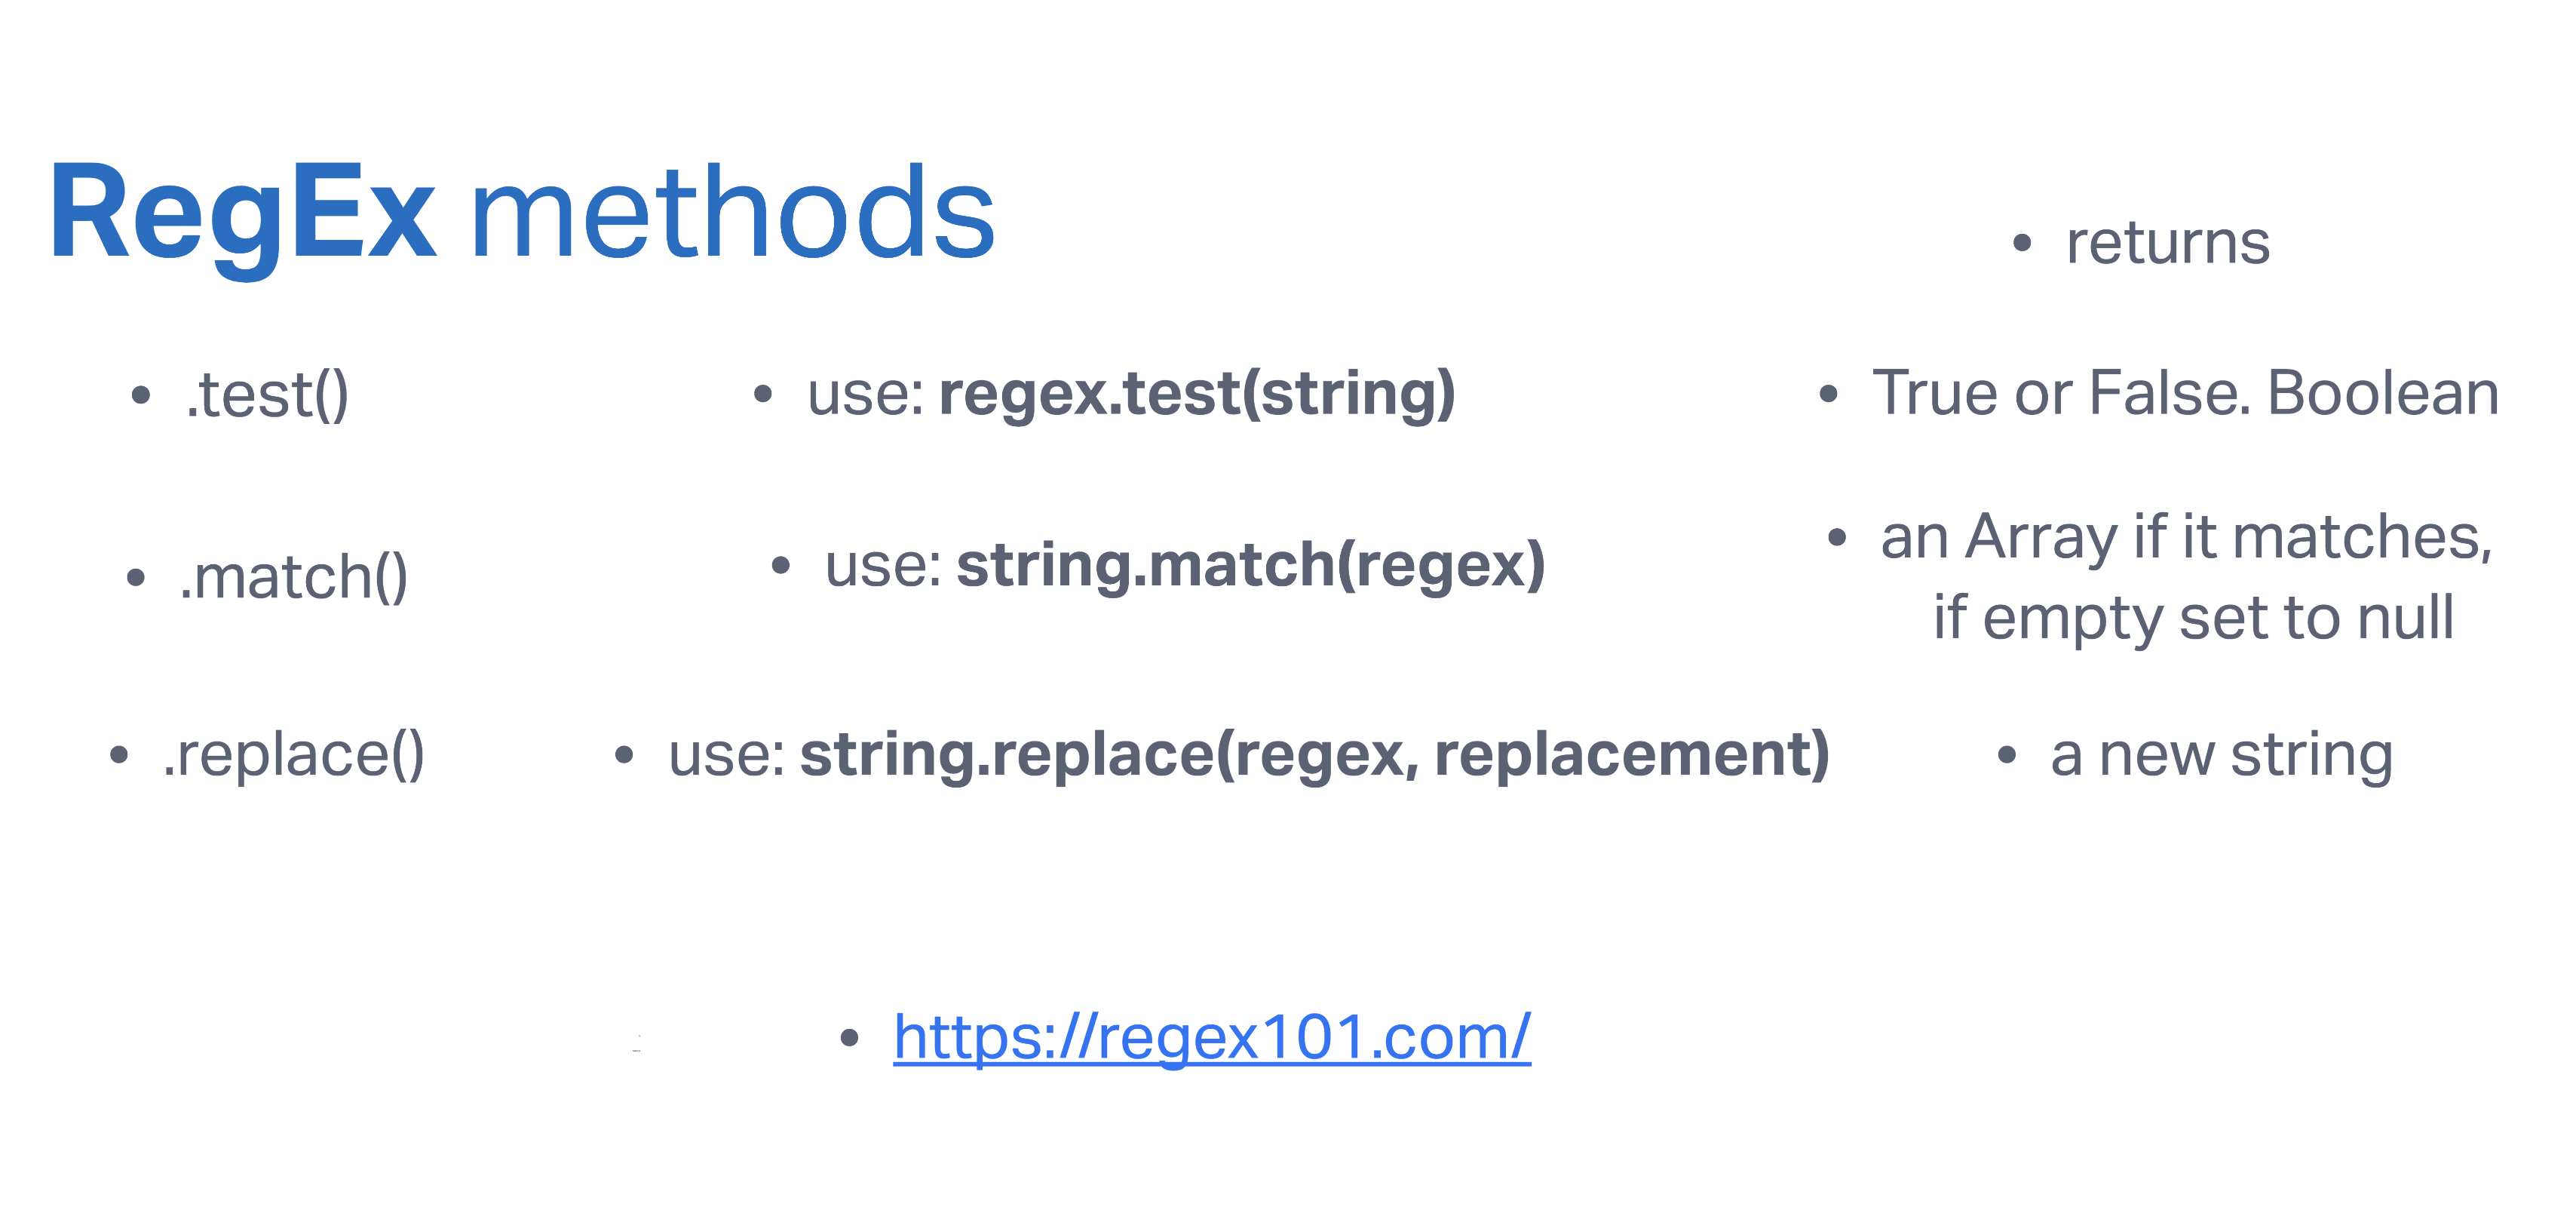 RegEx methods
• returns
• .test()
• use: regex.test(string)
• True or False. Boolean
• .match()
• use: string.match(regex)
• an Array if it matches,
if empty set to null
• .replace()
• use: string.replace(regex, replacement)
• a new string
• https://regex101.com/